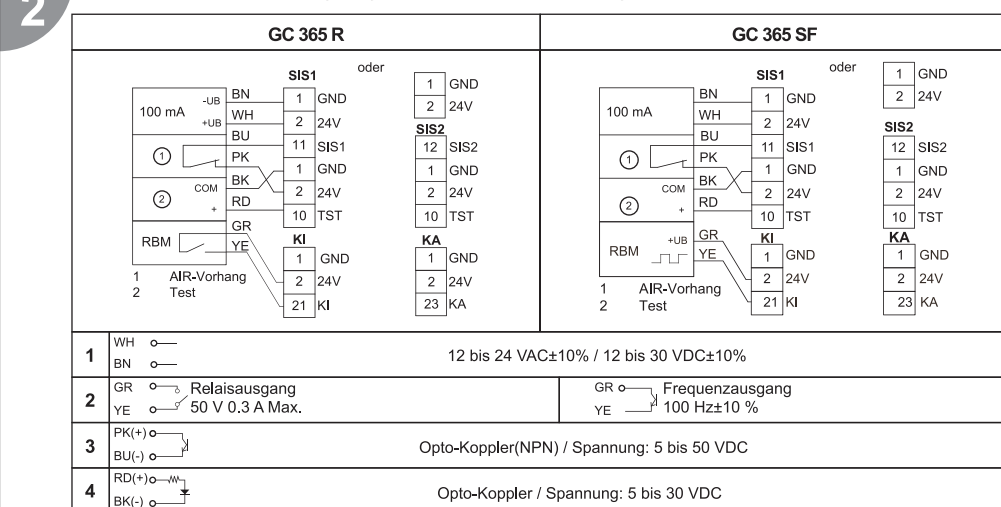 2
GC 365 R
GC 365 SF
SIS1
oder
100 mA
-UB
+UB
BN
WH
BU
PK
BK
RD
GR
YE
1
COM
2
+
RBM
1 GND
2 24V
11 SIS1
1 GND
2 24V
10 TST
KI
1 GND
2 24V
21 KI
1 GND
2 24V
SIS2
12 SIS2
1 GND
2 24V
10 TST
KA
1 GND
2 24V
23 KA
1 AIR-Vorhang
2 Test
SIS1
oder
100 mA
BN
WH
BU
PK
BK
RD
GR
YE
1
COM
2
+
RBM
+UB
1 GND
2 24V
11 SIS1
1 GND
2 24V
10 TST
KI
1 GND
2 24V
21 KI
1 GND
2 24V
SIS2
12 SIS2
1 GND
2 24V
10 TST
KA
1 GND
2 24V
23 KA
1 AIR-Vorhang
2 Test
1
WH
BN
12 bis 24 VAC±10% / 12 bis 30 VDC±10%
2
GR Relaisausgang
YE 50 V 0.3 A Max.
GR Frequenzausgang
YE 100 Hz±10 %
3
PK(+)
BU(-)
Opto-Koppler(NPN) / Spannung: 5 bis 50 VDC
4
RD(+)
BK(-)
Opto-Koppler / Spannung: 5 bis 30 VDC